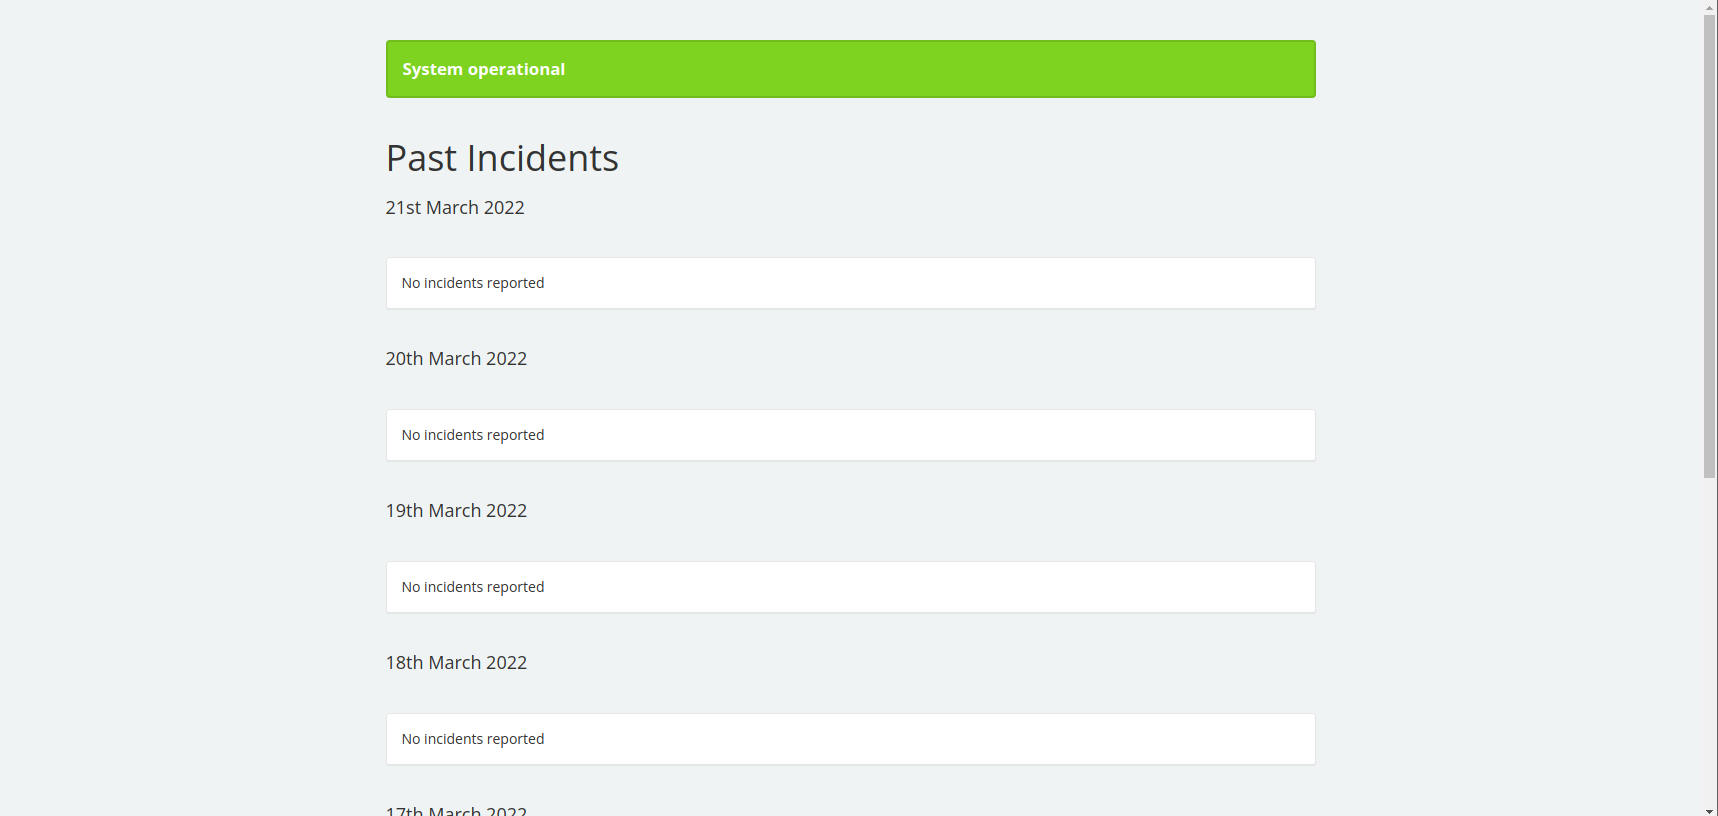 System operational
Past Incidents
21st March 2022
No incidents reported
20th March 2022
No incidents reported
19th March 2022
No incidents reported
18th March 2022
No incidents reported
17th March 2022